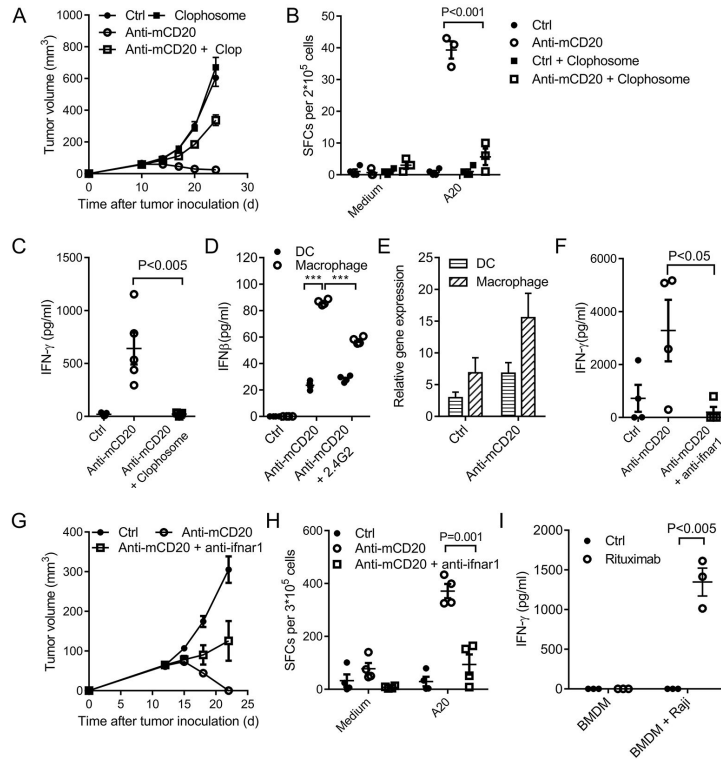 A
Ctrl
Clophosome
Anti-mCD20
Anti-mCD20 + Clop
Tumor volume (mm3)
1000
800
600
400
200
0
0 10 20 30
Time after tumor inoculation (d)
B
Ctrl
Anti-mCD20
Ctrl + Clophosome
Anti-mCD20 + Clophosome
P<0.001
SFCs per 2*10^5 cells
50
40
30
20
10
0
Medium
A20
C
P<0.005
IFN-γ (pg/ml)
1500
1000
500
0
Ctrl
Anti-mCD20
Anti-mCD20
+ Clophosome
D
DC
Macrophage
*** ***
IFNβ(pg/ml)
120
100
80
60
40
20
0
Ctrl
Anti-mCD20
Anti-mCD20
+ 2.4G2
E
DC
Macrophage
Relative gene expression
25
20
15
10
5
0
Ctrl
Anti-mCD20
F
P<0.05
IFN-γ(pg/ml)
6000
4000
2000
0
Ctrl
Anti-mCD20
Anti-mCD20
+ anti-ifnar1
G
Ctrl
Anti-mCD20
Anti-mCD20 + anti-ifnar1
Tumor volume (mm3)
400
300
200
100
0
0 5 10 15 20 25
Time after tumor inoculation (d)
H
Ctrl
Anti-mCD20
Anti-mCD20 + anti-ifnar1
P=0.001
SFCs per 3*10^5 cells
600
400
200
0
Medium
A20
I
Ctrl
Rituximab
P<0.005
IFN-γ (pg/ml)
2000
1500
1000
500
0
BMDM
BMDM + Raji